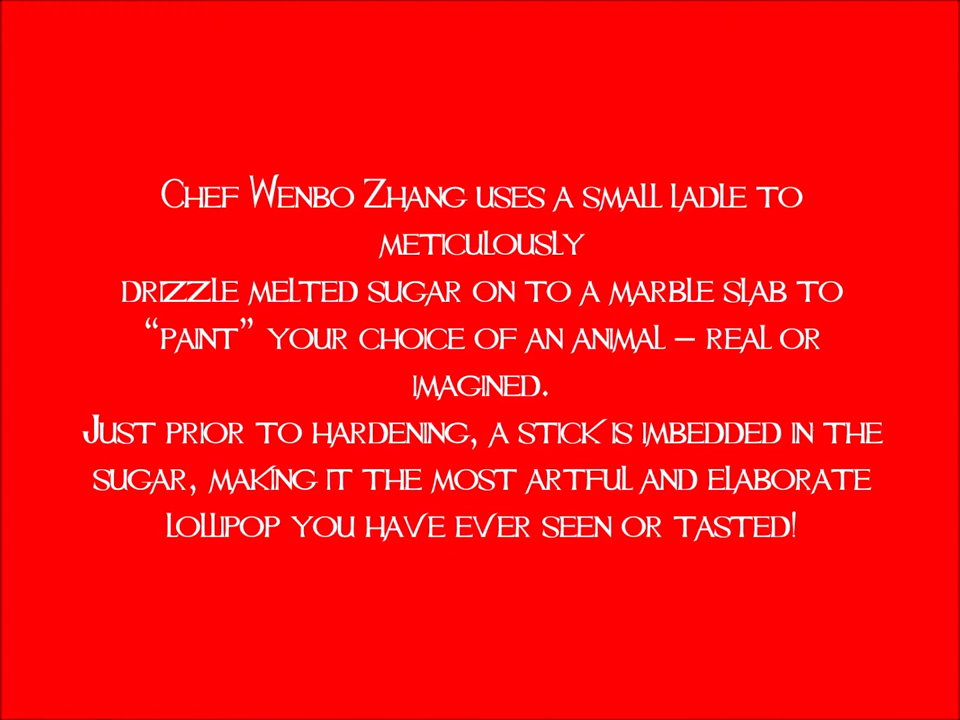 Chef Wenbo Zhang uses a small ladle to
meticulously
drizzle melted sugar on to a marble slab to
“paint” your choice of an animal – real or
imagined.
Just prior to hardening, a stick is imbedded in the
sugar, making it the most artful and elaborate
lollipop you have ever seen or tasted!